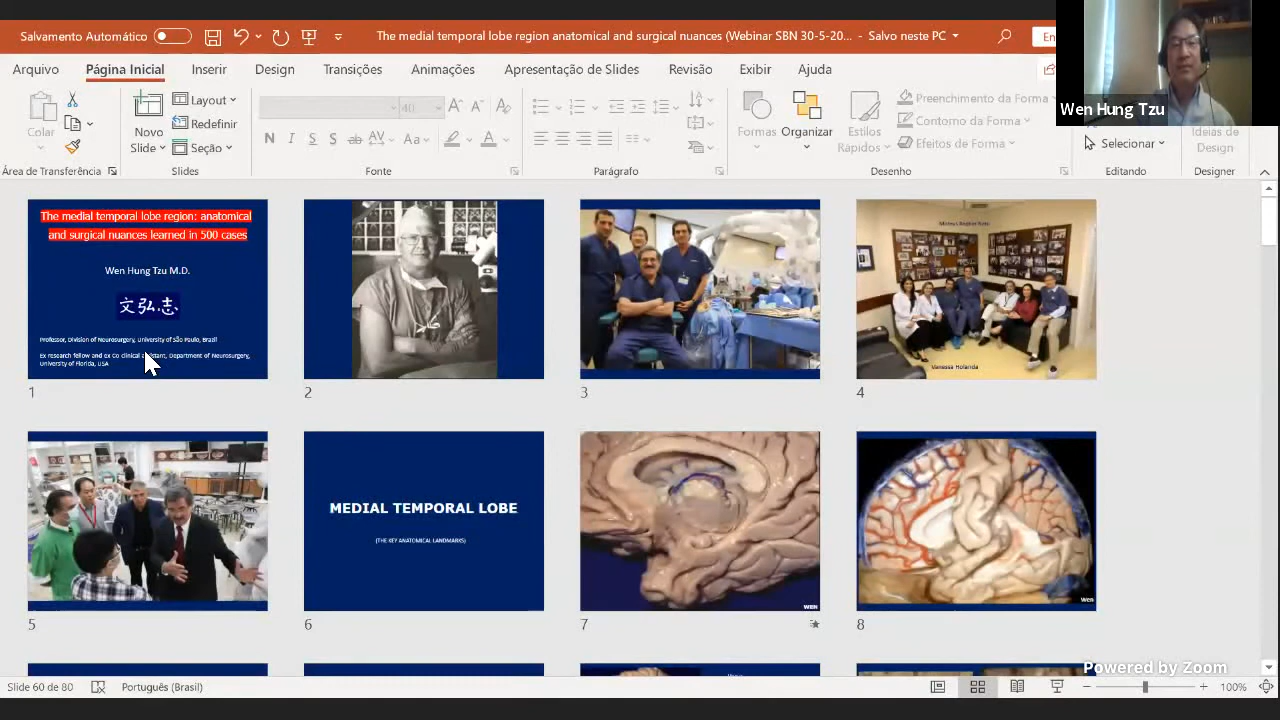 Salvamento Automático
The medial temporal lobe region anatomical and surgical nuances (Webinar SBN 30-5-20... - Salvo neste PC
En
Arquivo
Página Inicial
Inserir
Design
Transições
Animações
Apresentação de Slides
Revisão
Exibir
Ajuda
Wen Hung Tzu
Colar
Novo
Slide
Layout
Redefinir
Seção
40
N I S S ab AV Aa A
Formas
Organizar
Estilos
Rápidos
Preenchimento da Forma
Contorno da Forma
Efeitos de Forma
Selecionar
Ideias de
Design
Área de Transferência
Slides
Fonte
Parágrafo
Desenho
Editando
Designer
The medial temporal lobe region: anatomical
and surgical nuances learned in 500 cases
Wen Hung Tzu M.D.
文弘志
Professor, Division of Neurosurgery, University of São Paulo, Brazil
Ex research fellow and ex Co clinical assistant, Department of Neurosurgery,
University of Florida, USA
Vanessa Holanda
1
2
3
4
MEDIAL TEMPORAL LOBE
(THE KEY ANATOMICAL LANDMARKS)
WEN
Wen
5
6
7
8
Powered by Zoom
Slide 60 de 80
Português (Brasil)
100%